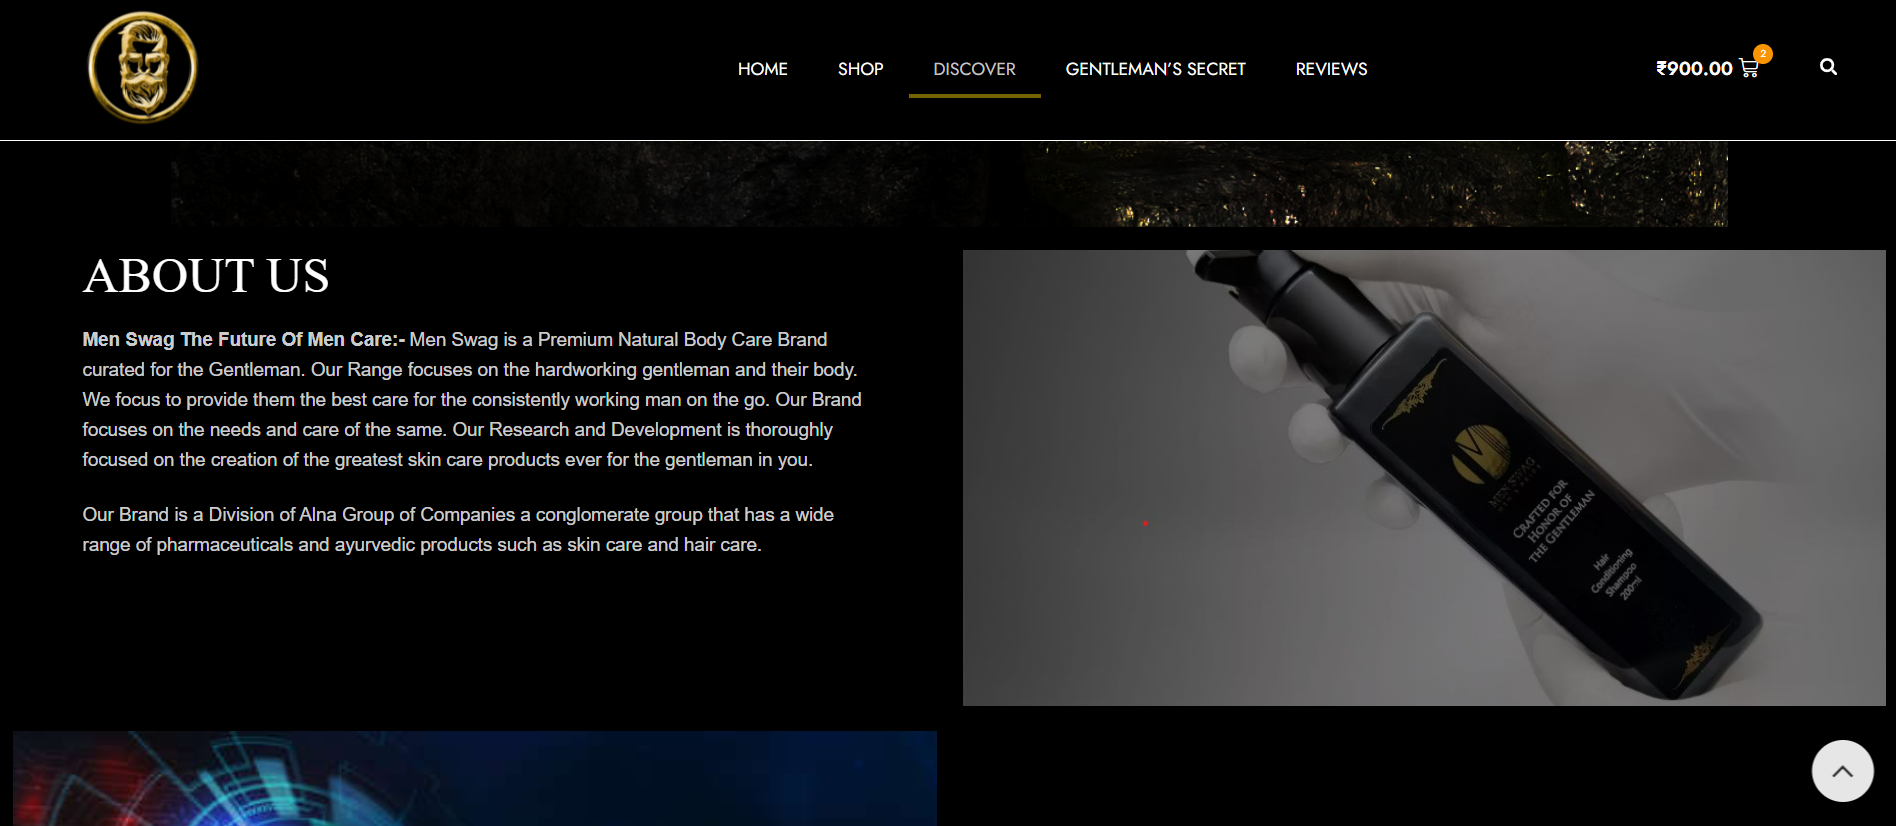 HOME SHOP DISCOVER GENTLEMAN'S SECRET REVIEWS ₹900.00 2
ABOUT US
Men Swag The Future Of Men Care:- Men Swag is a Premium Natural Body Care Brand
curated for the Gentleman. Our Range focuses on the hardworking gentleman and their body.
We focus to provide them the best care for the consistently working man on the go. Our Brand
focuses on the needs and care of the same. Our Research and Development is thoroughly
focused on the creation of the greatest skin care products ever for the gentleman in you.
Our Brand is a Division of Alna Group of Companies a conglomerate group that has a wide
range of pharmaceuticals and ayurvedic products such as skin care and hair care.
MEN SWAG
CRAFTED FOR
HONOR OF
THE GENTLEMAN
Hair
Conditioning
Shampoo
200ml